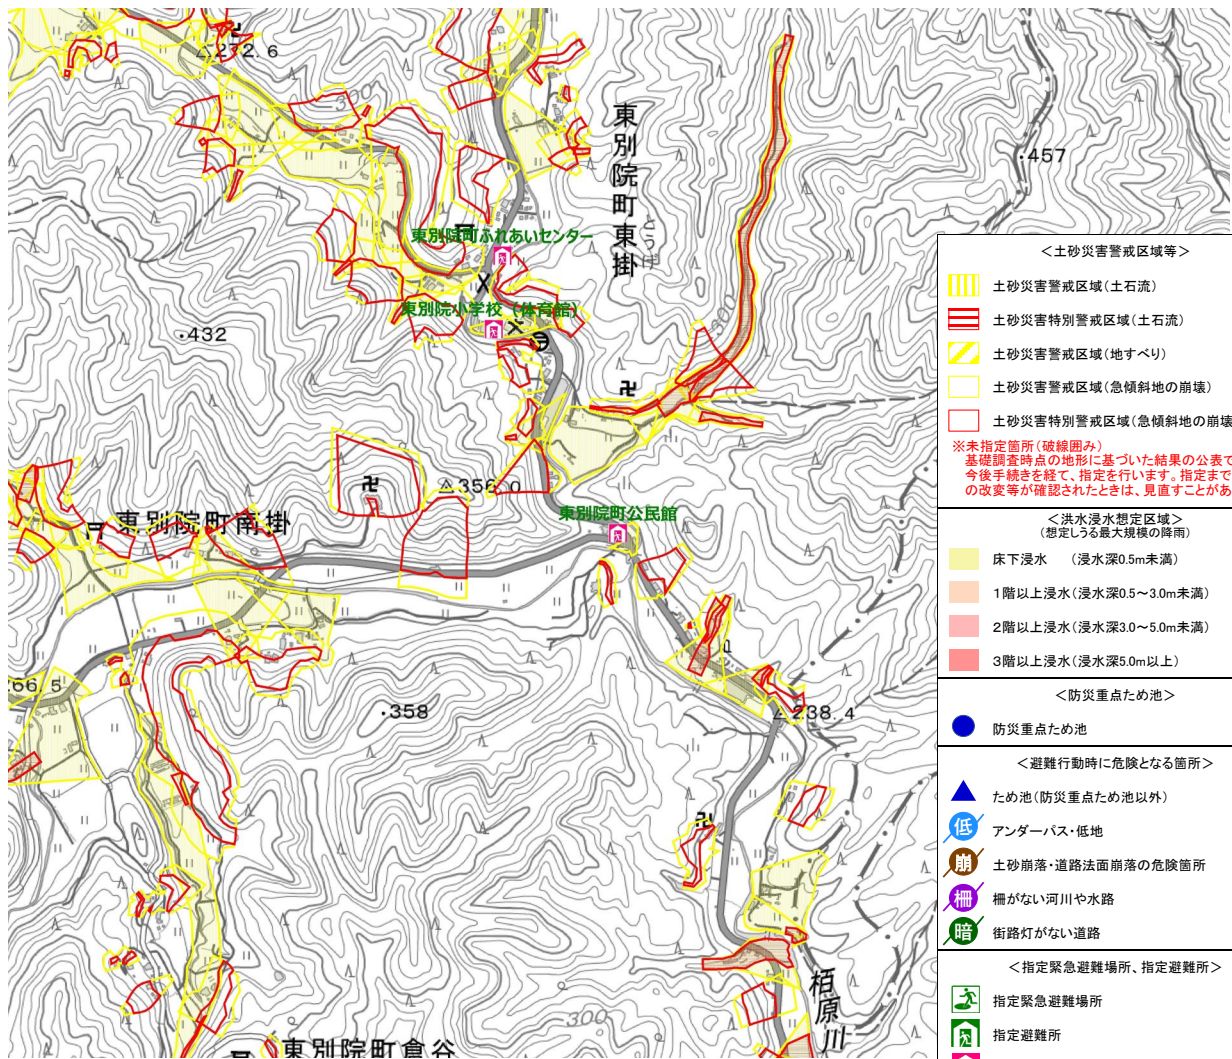 272.6
300
東別院町東掛
とうげ
・457
東別院町ふれあいセンター
東別院小学校（体育館）
・432
300
356.0
東別院町南掛
東別院町公民館
66.5
・358
238.4
柏原川
300
東別院町倉谷
＜土砂災害警戒区域等＞
土砂災害警戒区域（土石流）
土砂災害特別警戒区域（土石流）
土砂災害警戒区域（地すべり）
土砂災害警戒区域（急傾斜地の崩壊）
土砂災害特別警戒区域（急傾斜地の崩壊
※未指定箇所（破線囲み）
基礎調査時点の地形に基づいた結果の公表で
今後手続きを経て、指定を行います。指定まで
の改変等が確認されたときは、見直すことがあ
＜洪水浸水想定区域＞
（想定しうる最大規模の降雨）
床下浸水　（浸水深0.5m未満）
1階以上浸水（浸水深0.5～3.0m未満）
2階以上浸水（浸水深3.0～5.0m未満）
3階以上浸水（浸水深5.0m以上）
＜防災重点ため池＞
防災重点ため池
＜避難行動時に危険となる箇所＞
ため池（防災重点ため池以外）
低 アンダーパス・低地
崩 土砂崩落・道路法面崩落の危険箇所
柵 柵がない河川や水路
暗 街路灯がない道路
＜指定緊急避難場所、指定避難所＞
指定緊急避難場所
指定避難所